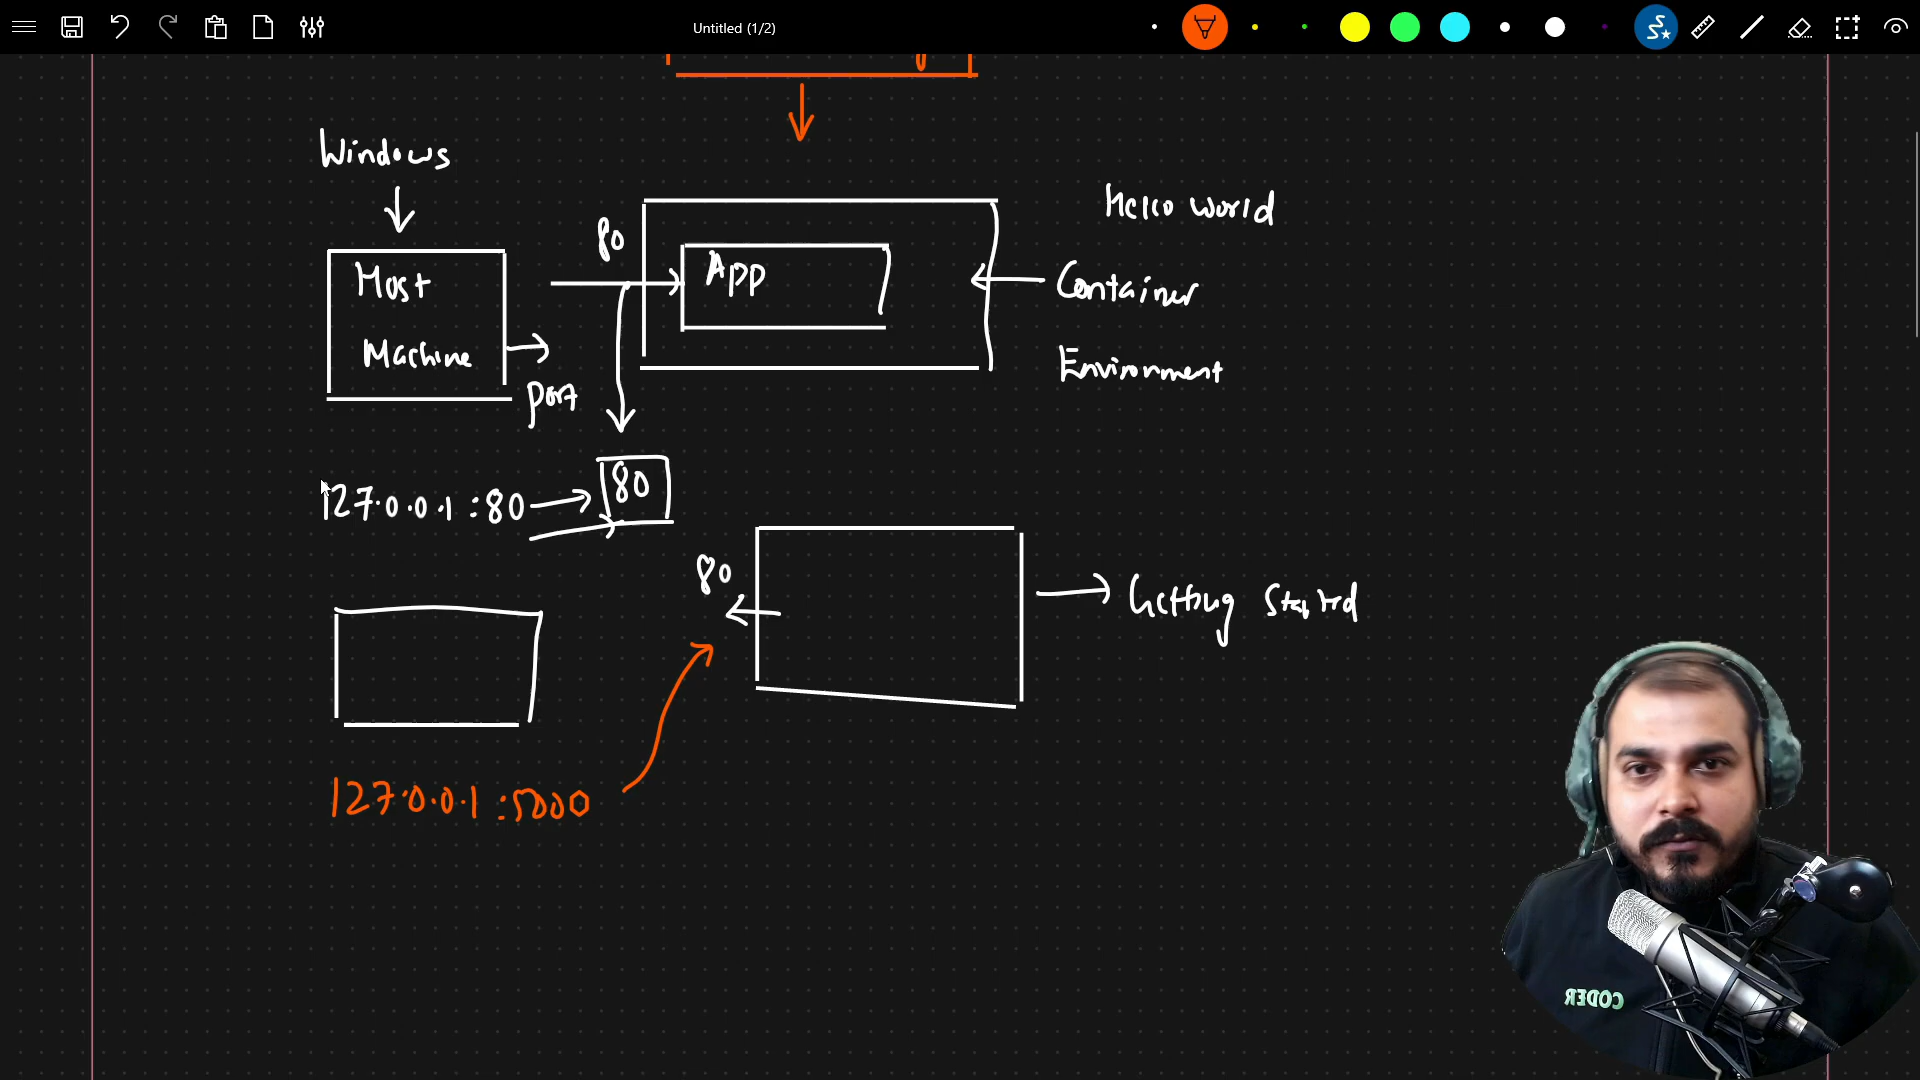 Untitled (1/2)
Windows
Host
Machine
port
80
App
Hello World
Container
Environment
127.0.0.1 :80
80
80
Getting Started
127.0.0.1 :5000
CODER